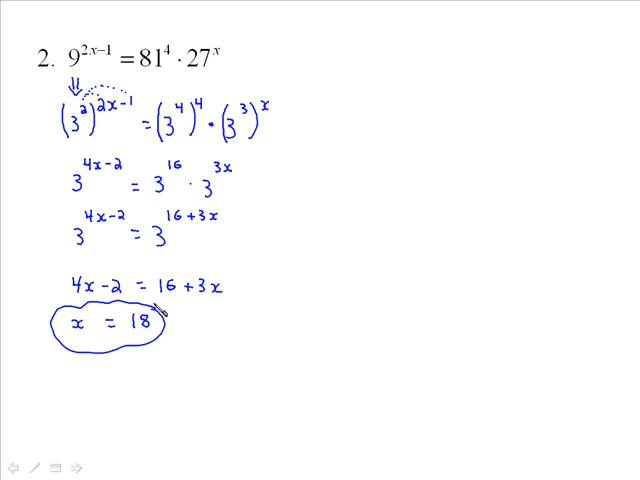 2. 9^{2x−1} = 81^4 · 27^x
(3^2)^{2x−1} = (3^4)^4 · (3^3)^x
3^{4x−2} = 3^{16} · 3^{3x}
3^{4x−2} = 3^{16+3x}
4x − 2 = 16 + 3x
x = 18